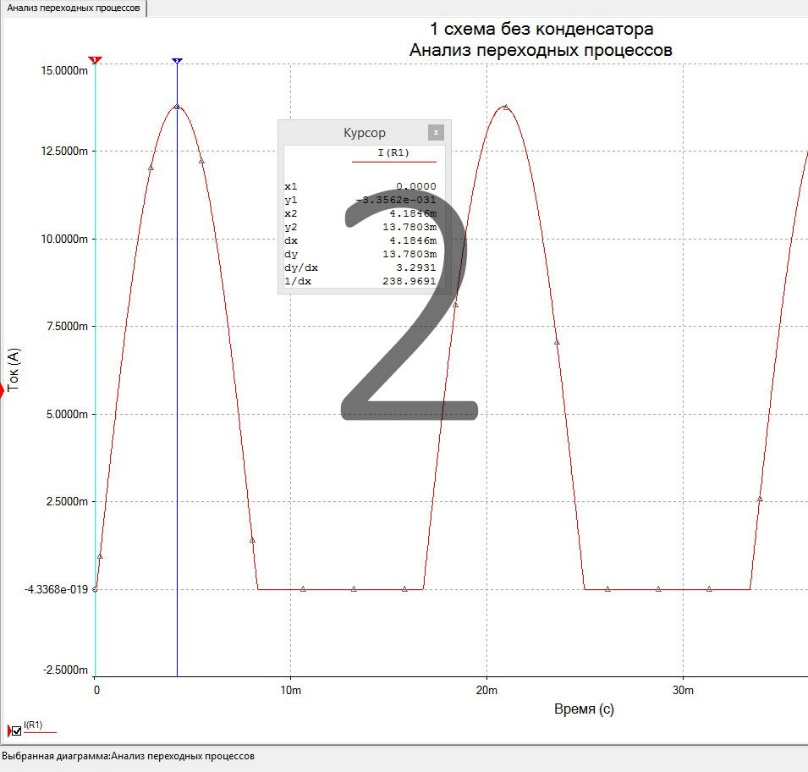 Анализ переходных процессов
1 схема без конденсатора
Анализ переходных процессов
15.0000m
12.5000m
10.0000m
7.5000m
5.0000m
2.5000m
-4.3368e-019
-2.5000m
Ток (А)
Курсор x
I(R1)
x1 0.0000
y1 -3.3562e-031
x2 4.1846m
y2 13.7803m
dx 4.1846m
dy 13.7803m
dy/dx 3.2931
1/dx 238.9691
2
0 10m 20m 30m
Время (с)
I(R1)
Выбранная диаграмма:Анализ переходных процессов